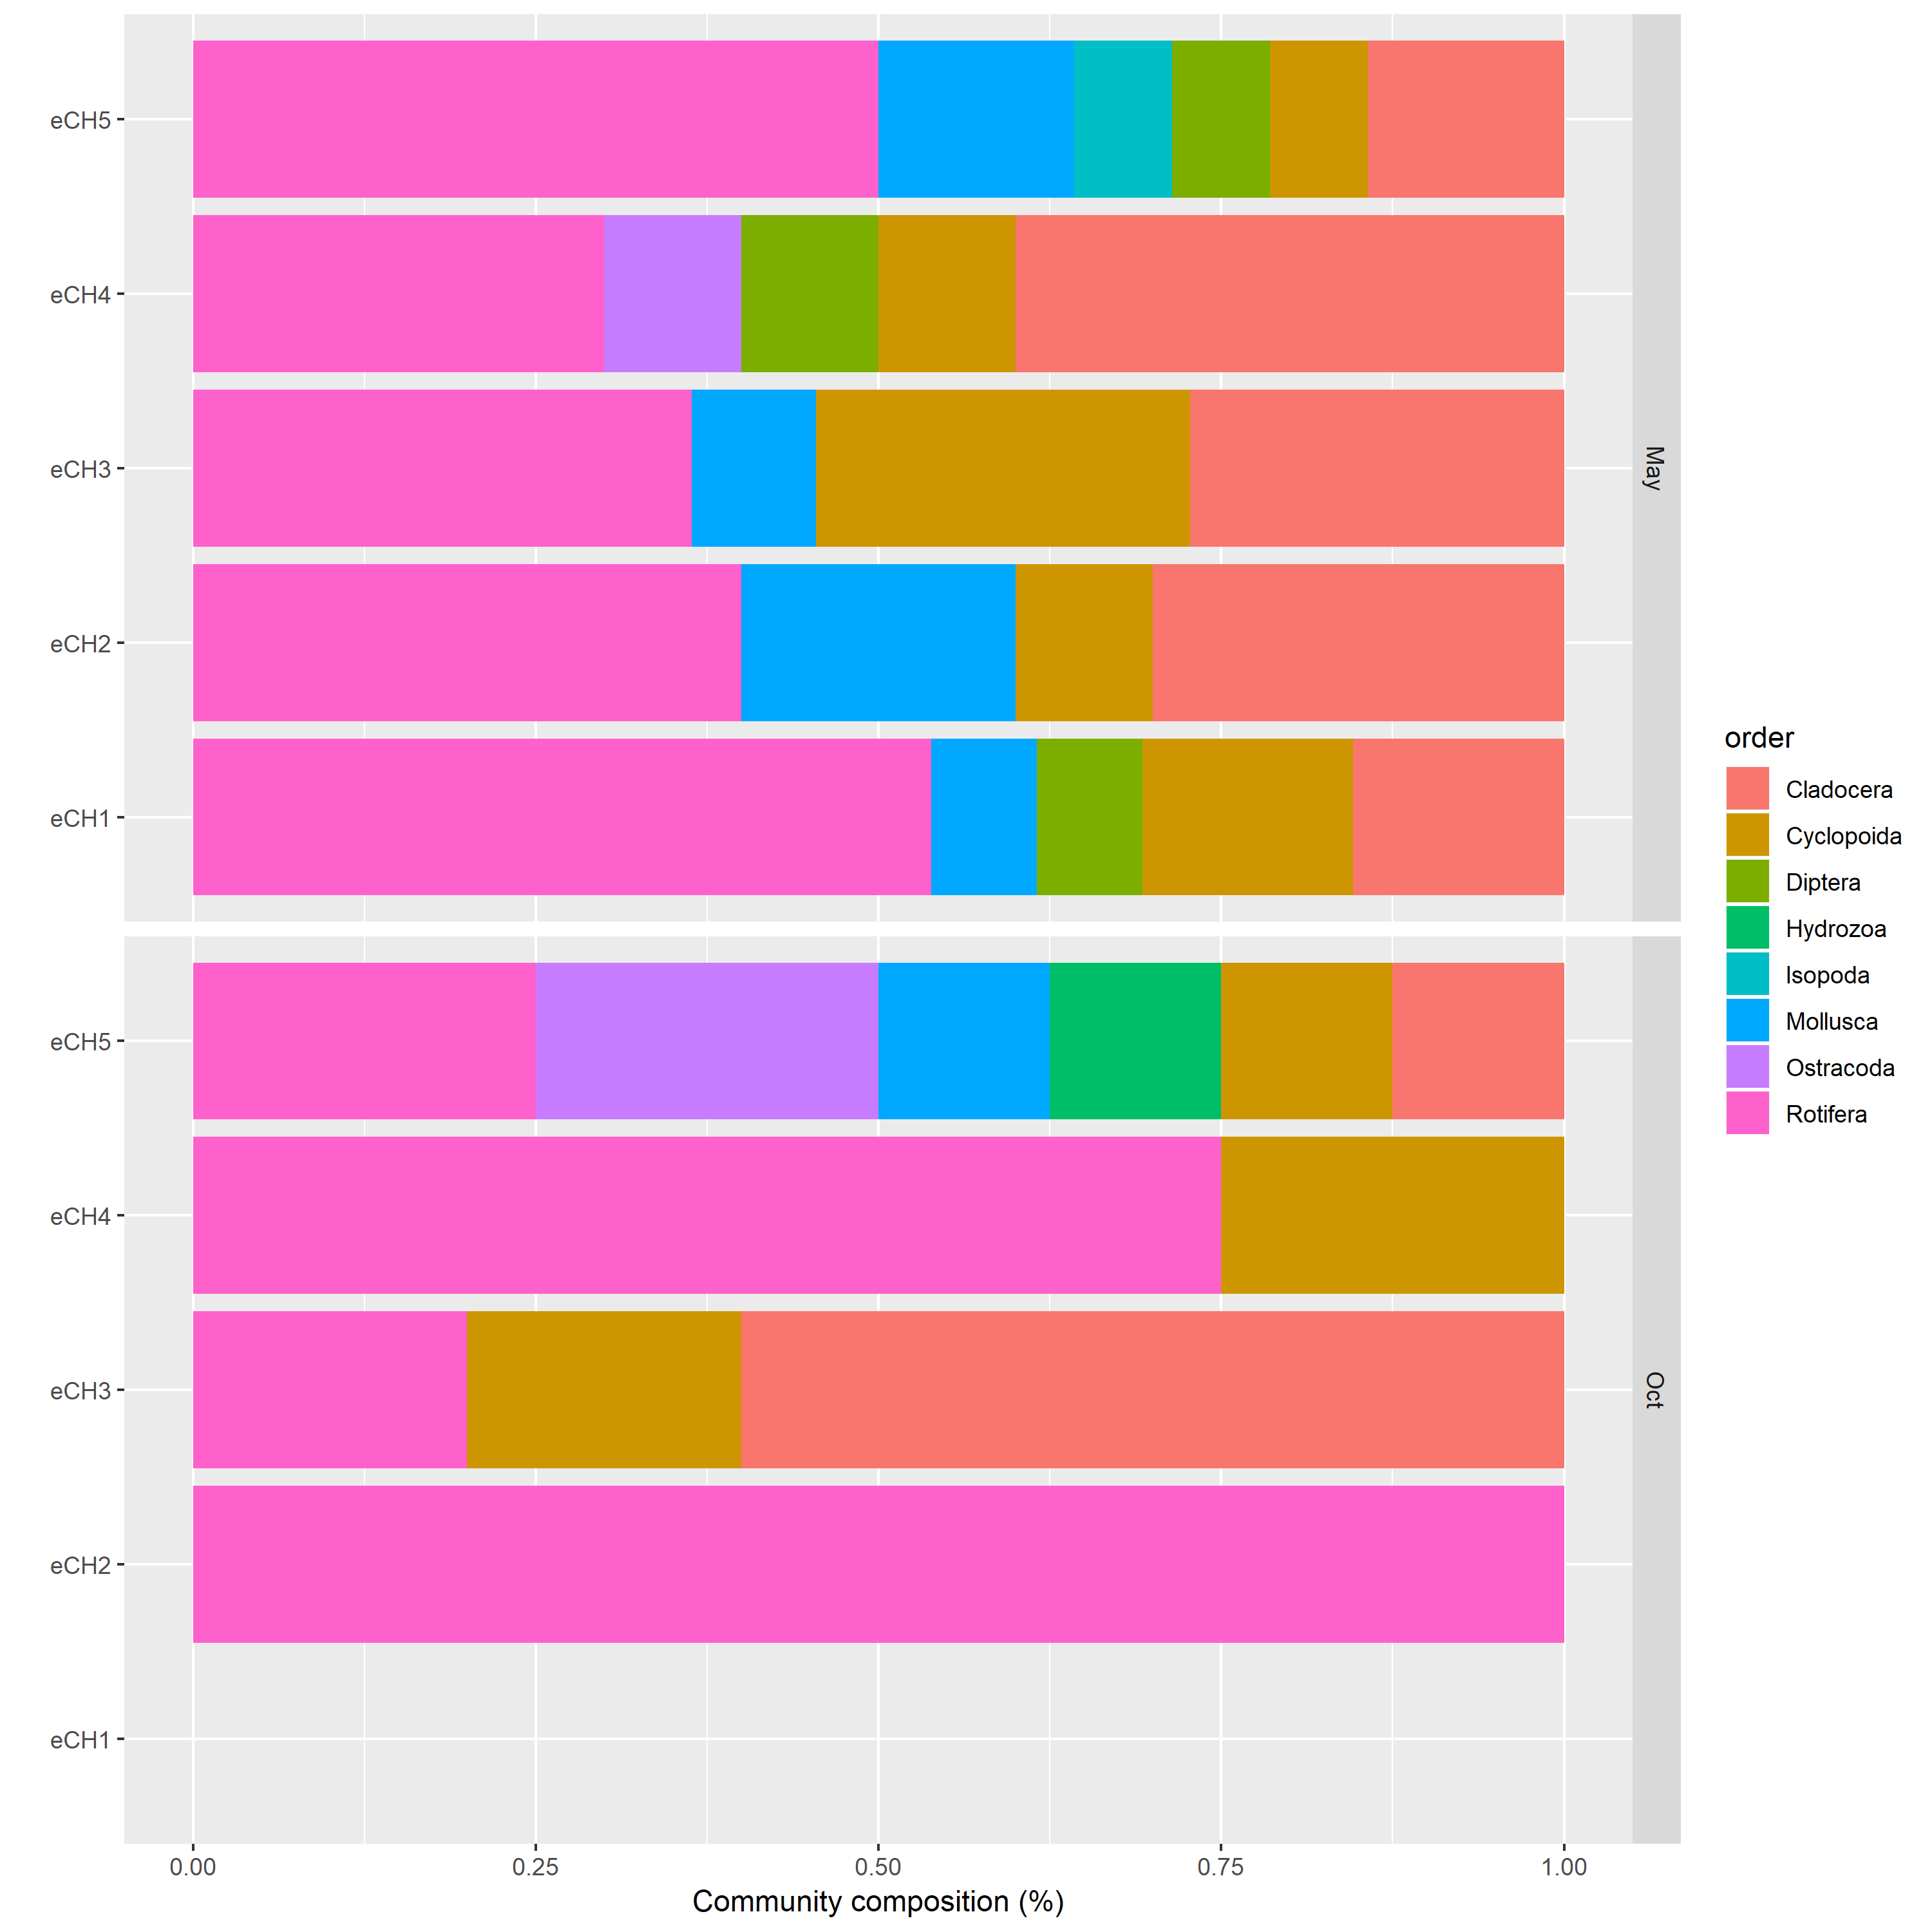 eCH5
eCH4
eCH3
eCH2
eCH1
May
eCH5
eCH4
eCH3
eCH2
eCH1
Oct
0.00 0.25 0.50 0.75 1.00
Community composition (%)
order
Cladocera
Cyclopoida
Diptera
Hydrozoa
Isopoda
Mollusca
Ostracoda
Rotifera